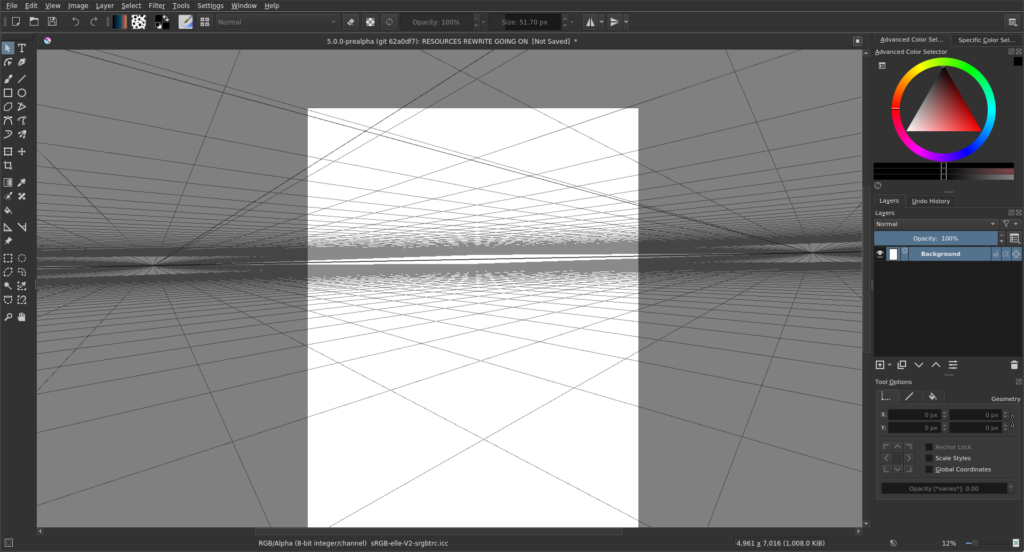 File Edit View Image Layer Select Filter Tools Settings Window Help
Normal Opacity: 100% Size: 51.70 px
5.0.0-prealpha (git 62a0df7): RESOURCES REWRITE GOING ON [Not Saved] *
Advanced Color Sel... Specific Color Sel...
Advanced Color Selector
Layers Undo History
Layers
Normal
Opacity: 100%
Background
Tool Options
Geometry
X: 0 px 0 px
Y: 0 px 0 px
Anchor Lock
Scale Styles
Global Coordinates
Opacity [*varies*]: 0.00
RGB/Alpha (8-bit integer/channel) sRGB-elle-V2-srgbtrc.icc 4,961 x 7,016 (1,008.0 KiB) 12%